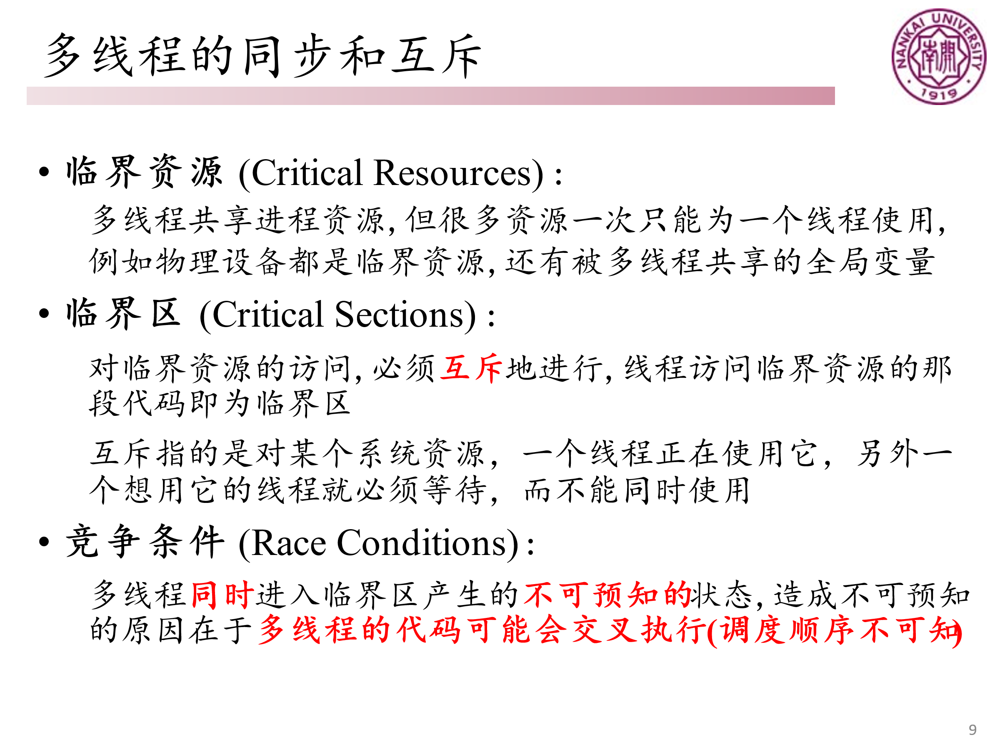 多线程的同步和互斥
NANKAI UNIVERSITY
南開
1919
• 临界资源 (Critical Resources) :
多线程共享进程资源, 但很多资源一次只能为一个线程使用,
例如物理设备都是临界资源, 还有被多线程共享的全局变量
• 临界区 (Critical Sections) :
对临界资源的访问, 必须互斥地进行, 线程访问临界资源的那
段代码即为临界区
互斥指的是对某个系统资源，一个线程正在使用它，另外一
个想用它的线程就必须等待，而不能同时使用
• 竞争条件 (Race Conditions) :
多线程同时进入临界区产生的不可预知的状态, 造成不可预知
的原因在于多线程的代码可能会交叉执行(调度顺序不可知)
9